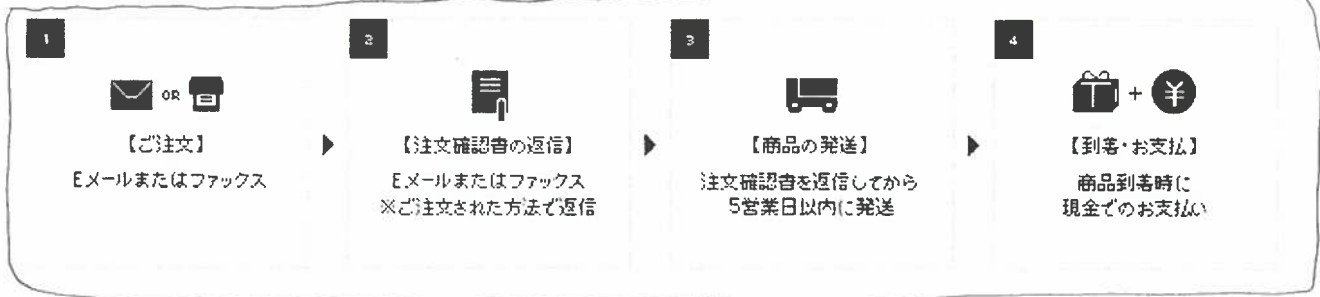 1
OR
【ご注文】
Eメールまたはファックス
2
【注文確認書の返信】
Eメールまたはファックス
※ご注文された方法で返信
3
【商品の発送】
注文確認書を返信してから
5営業日以内に発送
4
+ ¥
【到着・お支払】
商品到着時に
現金でのお支払い